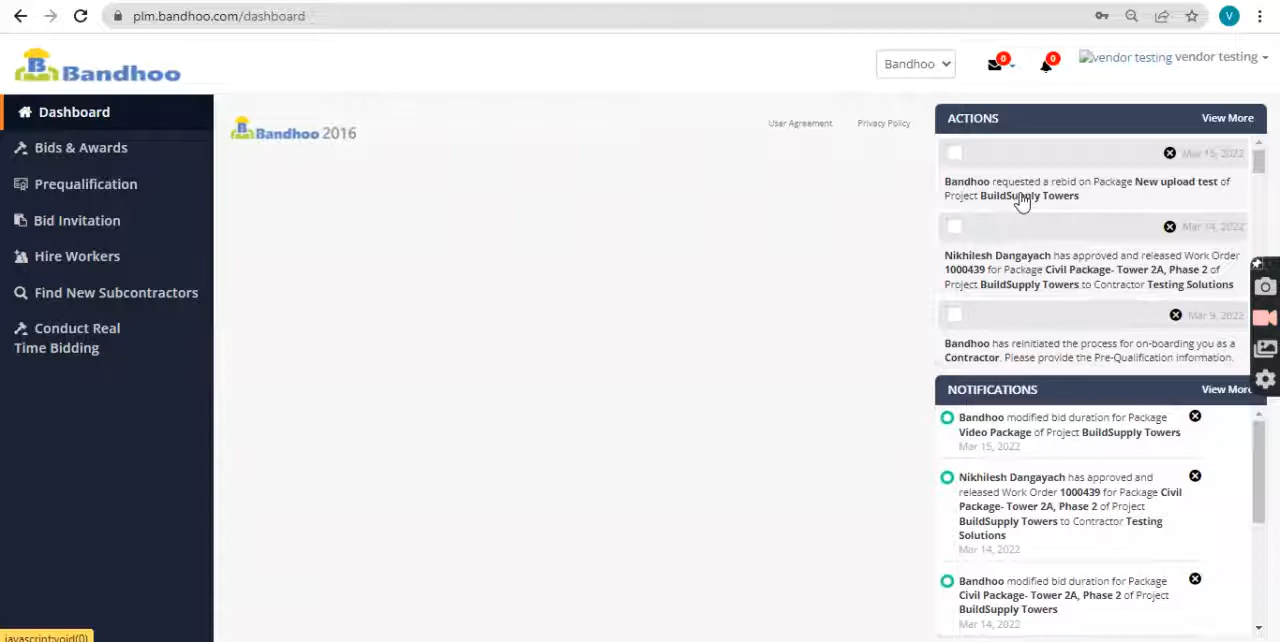 plm.bandhoo.com/dashboard
V
Bandhoo
Bandhoo
0
0
vendor testing vendor testing
Dashboard
Bids & Awards
Prequalification
Bid Invitation
Hire Workers
Find New Subcontractors
Conduct Real
Time Bidding
Bandhoo 2016
User Agreement
Privacy Policy
ACTIONS
View More
Mar 15, 2022
Bandhoo requested a rebid on Package New upload test of
Project BuildSupply Towers
Mar 14, 2022
Nikhilesh Dangayach has approved and released Work Order
1000439 for Package Civil Package- Tower 2A, Phase 2 of
Project BuildSupply Towers to Contractor Testing Solutions
Mar 9, 2022
Bandhoo has reinitiated the process for on-boarding you as a
Contractor. Please provide the Pre-Qualification information.
NOTIFICATIONS
View More
Bandhoo modified bid duration for Package
Video Package of Project BuildSupply Towers
Mar 15, 2022
Nikhilesh Dangayach has approved and
released Work Order 1000439 for Package Civil
Package- Tower 2A, Phase 2 of Project
BuildSupply Towers to Contractor Testing
Solutions
Mar 14, 2022
Bandhoo modified bid duration for Package
Civil Package- Tower 2A, Phase 2 of Project
BuildSupply Towers
Mar 14, 2022
javascript:void(0)